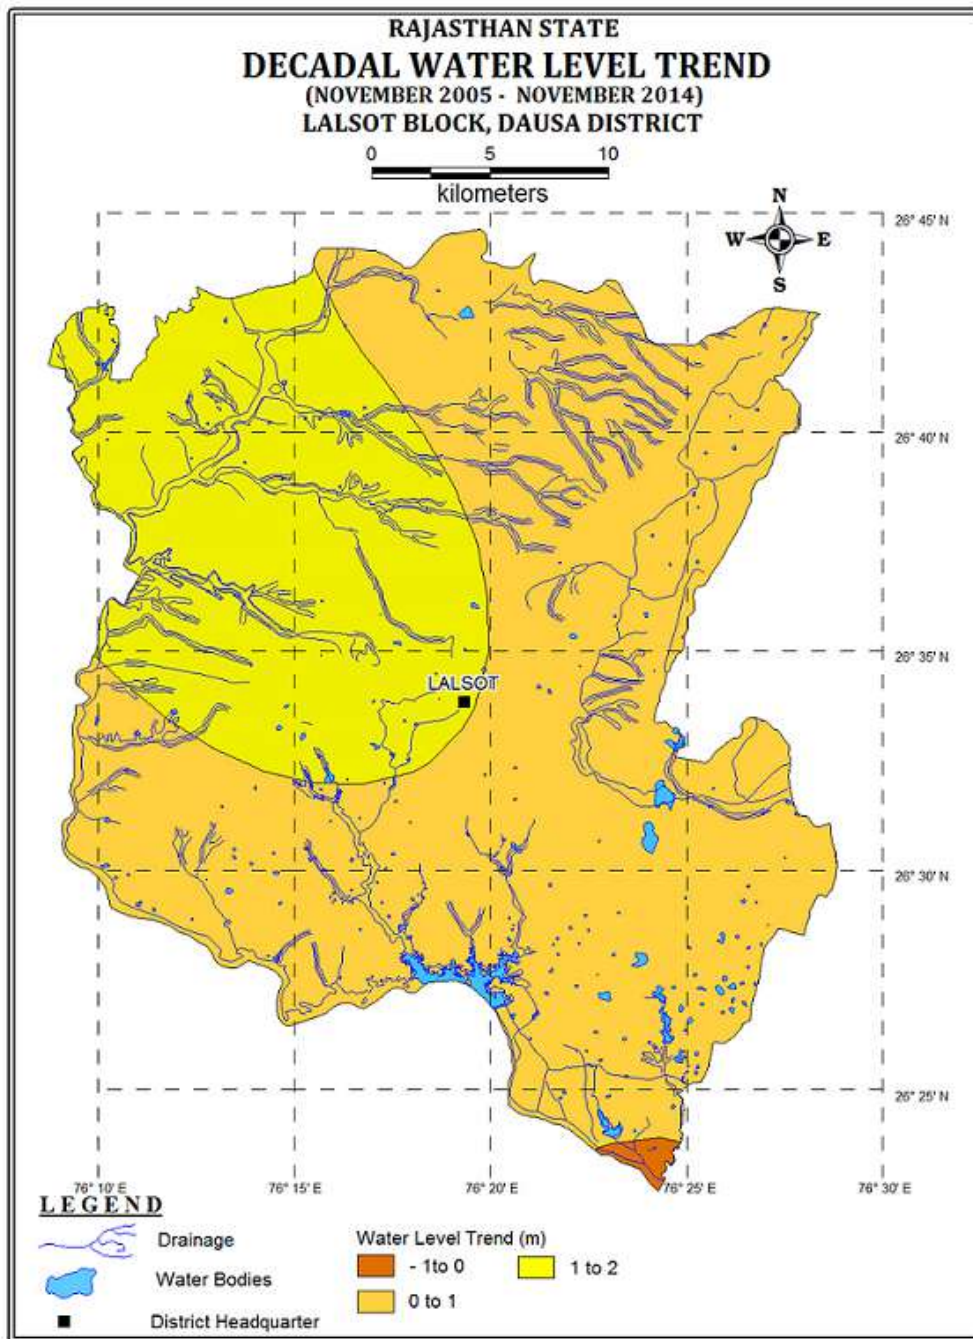 RAJASTHAN STATE
DECADAL WATER LEVEL TREND
(NOVEMBER 2005 - NOVEMBER 2014)
LALSOT BLOCK, DAUSA DISTRICT
0 5 10
kilometers
N
W E
S
26° 45' N
26° 40' N
26° 35' N
LALSOT
26° 30' N
26° 25' N
76° 10' E 76° 15' E 76° 20' E 76° 25' E 76° 30' E
LEGEND
Drainage
Water Bodies
District Headquarter
Water Level Trend (m)
- 1to 0 1 to 2
0 to 1